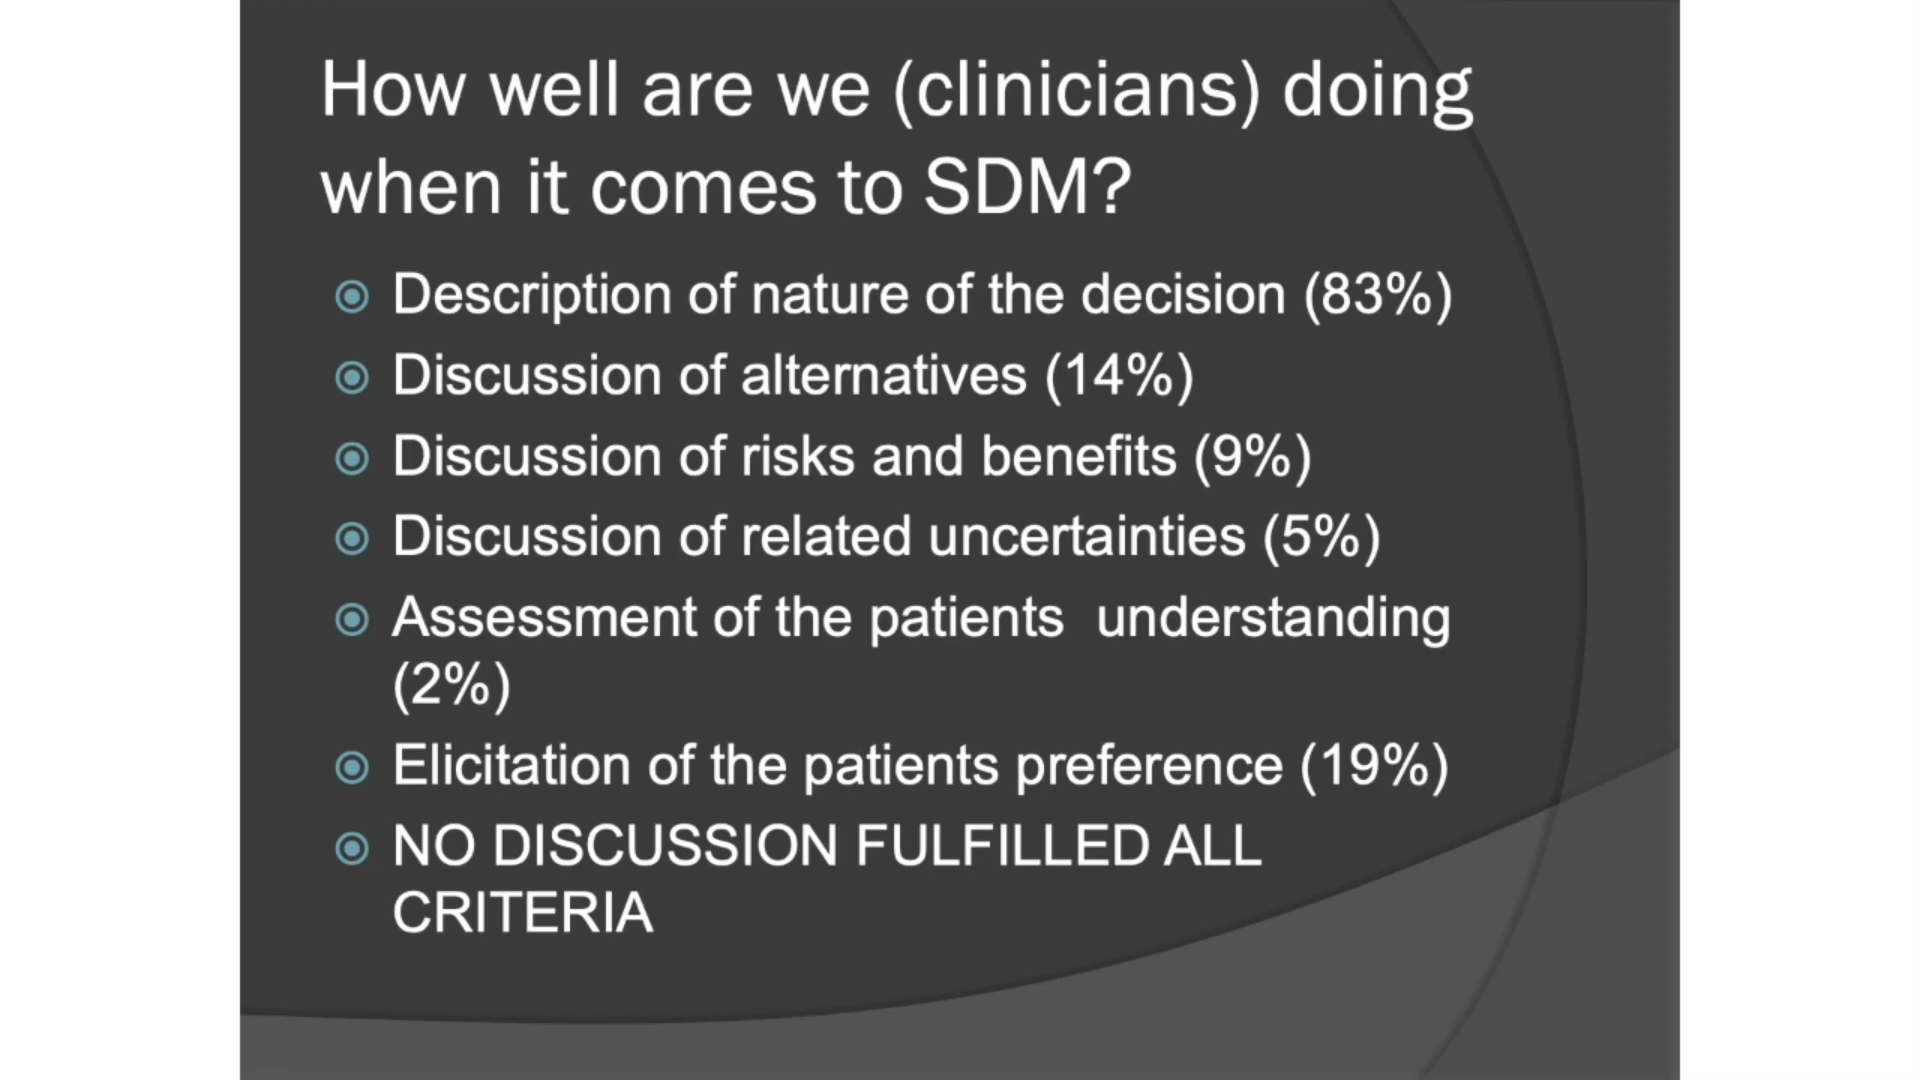 How well are we (clinicians) doing
when it comes to SDM?
Description of nature of the decision (83%)
Discussion of alternatives (14%)
Discussion of risks and benefits (9%)
Discussion of related uncertainties (5%)
Assessment of the patients  understanding
(2%)
Elicitation of the patients preference (19%)
NO DISCUSSION FULFILLED ALL
CRITERIA